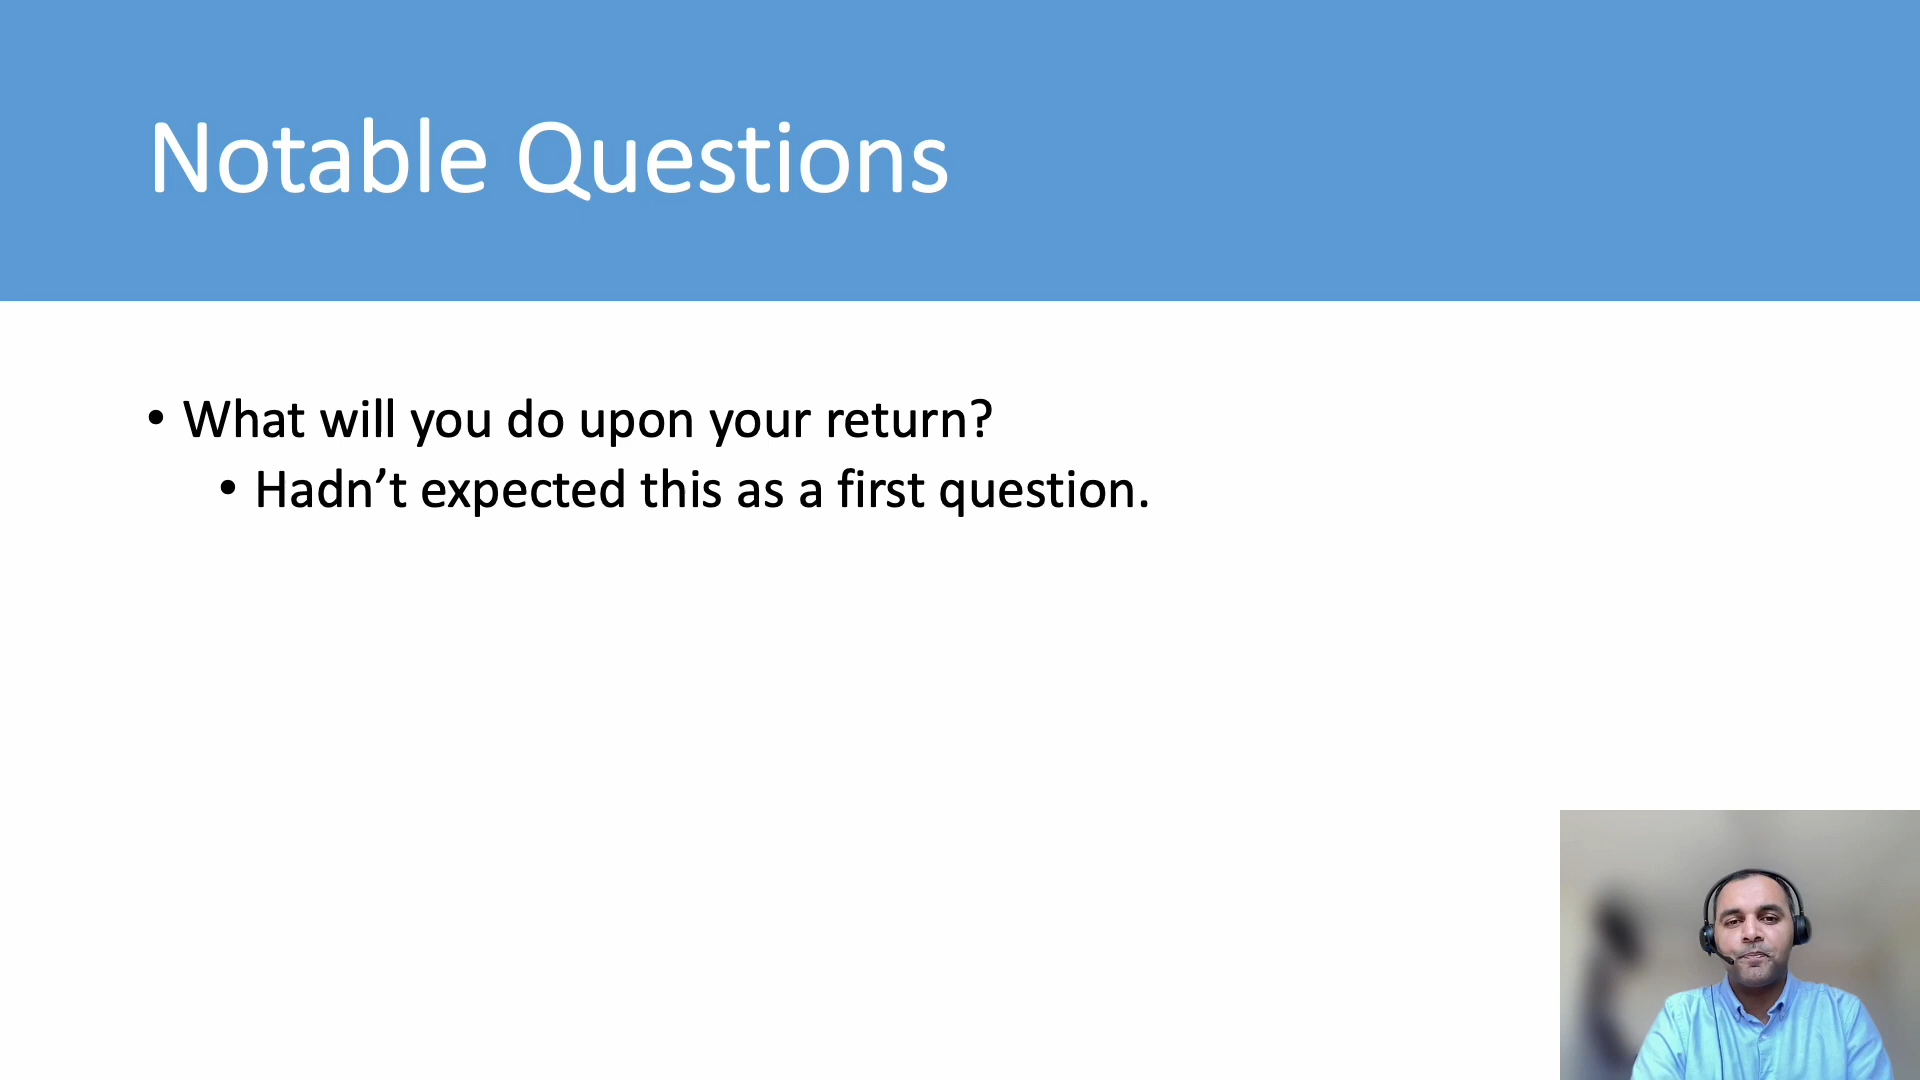 Notable Questions
• What will you do upon your return?
• Hadn’t expected this as a first question.